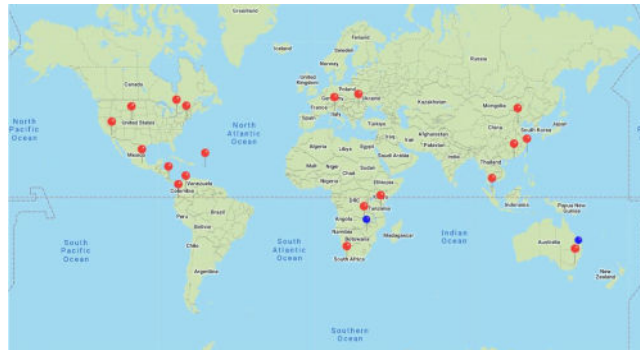 Greenland
Iceland
Finland
Sweden
Norway
Russia
Canada
United
Kingdom
Poland
Germany
Ukraine
Kazakhstan
Mongolia
North
Pacific
Ocean
United States
North
Atlantic
Ocean
France
Italy
Spain
Türkiye
China
South Korea
Japan
Iraq
Iran
Afghanistan
Pakistan
Mexico
Algeria
Libya
Egypt
Saudi Arabia
India
Thailand
Mali
Niger
Sudan
Chad
Nigeria
Ethiopia
Venezuela
Colombia
DRC
Kenya
Tanzania
Indonesia
Papua New
Guinea
Peru
Brazil
Bolivia
Angola
Namibia
Botswana
Madagascar
Indian
Ocean
South
Pacific
Ocean
Chile
South
Atlantic
Ocean
South Africa
Australia
Argentina
New
Zealand
Southern
Ocean